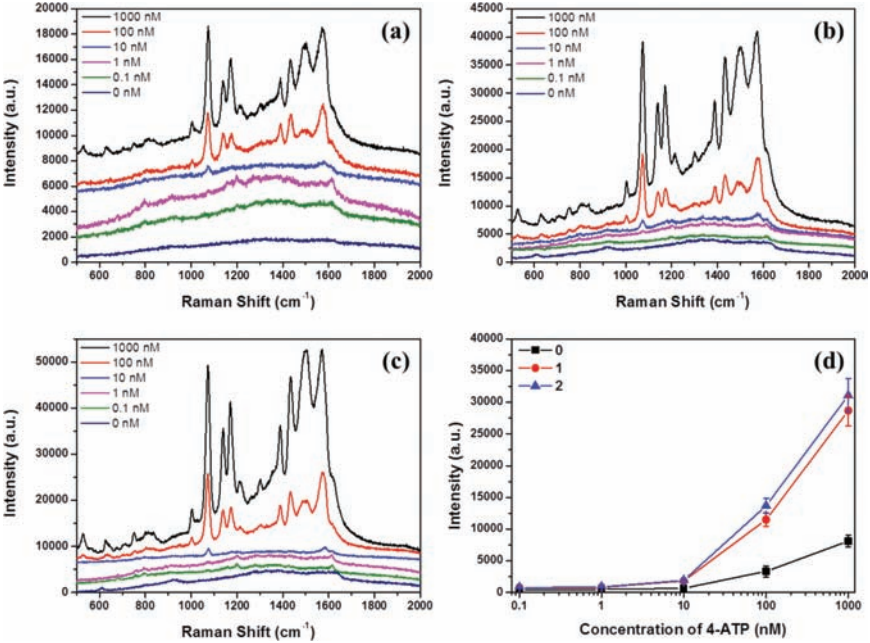 (a)
1000 nM
100 nM
10 nM
1 nM
0.1 nM
0 nM
20000
18000
16000
14000
12000
10000
8000
6000
4000
2000
0
600 800 1000 1200 1400 1600 1800 2000
Intensity (a.u.)
Raman Shift (cm⁻¹)
(b)
1000 nM
100 nM
10 nM
1 nM
0.1 nM
0 nM
45000
40000
35000
30000
25000
20000
15000
10000
5000
0
600 800 1000 1200 1400 1600 1800 2000
Intensity (a.u.)
Raman Shift (cm⁻¹)
(c)
1000 nM
100 nM
10 nM
1 nM
0.1 nM
0 nM
50000
40000
30000
20000
10000
0
600 800 1000 1200 1400 1600 1800 2000
Intensity (a.u.)
Raman Shift (cm⁻¹)
(d)
0
1
2
40000
35000
30000
25000
20000
15000
10000
5000
0
0.1 1 10 100 1000
Intensity (a.u.)
Concentration of 4-ATP (nM)